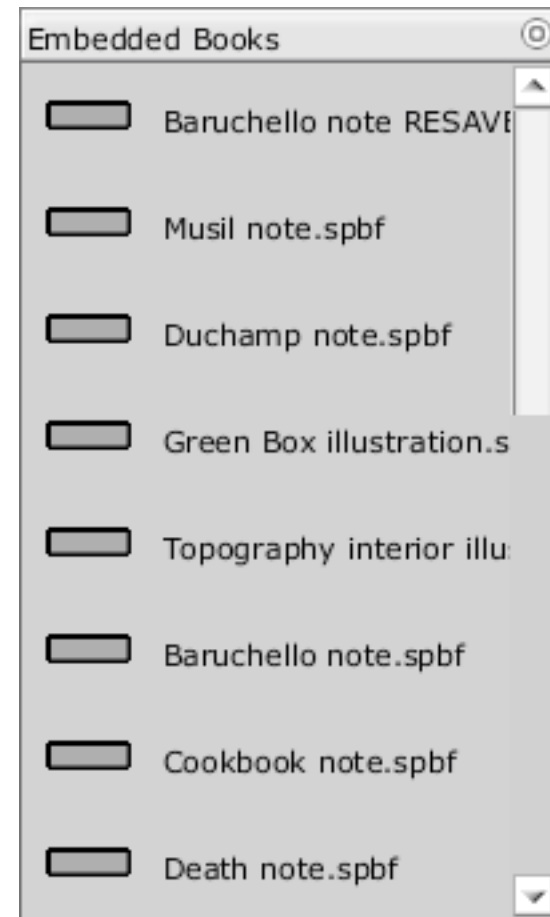 Embedded Books
Baruchello note RESAVE
Musil note.spbf
Duchamp note.spbf
Green Box illustration.s
Topography interior illu
Baruchello note.spbf
Cookbook note.spbf
Death note.spbf